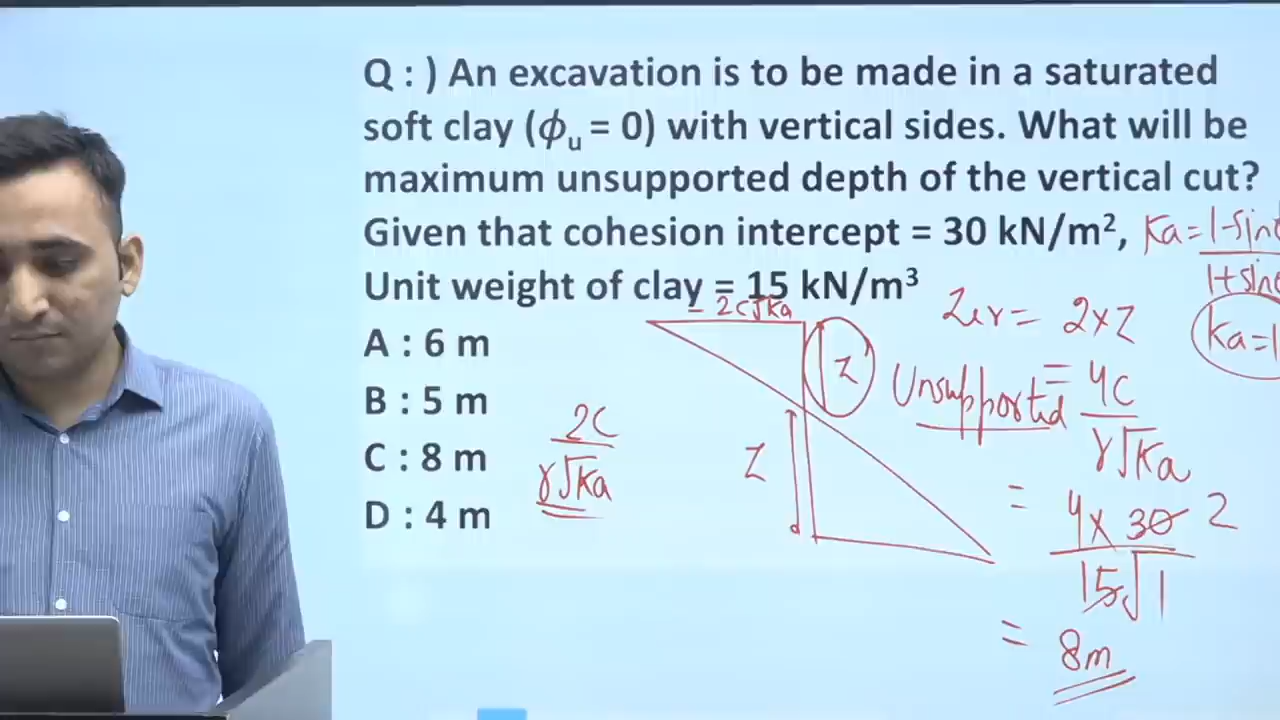 Q : ) An excavation is to be made in a saturated
soft clay (ϕu = 0) with vertical sides. What will be
maximum unsupported depth of the vertical cut?
Given that cohesion intercept = 30 kN/m²,
Unit weight of clay = 15 kN/m³
A : 6 m
B : 5 m
C : 8 m
D : 4 m
Ka = 1-sin
1+sin
Ka = 1
- 2c√Ka
Z
Z
2C
γ√Ka
Zcr = 2×Z
Unsupported = 4C
γ√Ka
= 4 × 30 2
15√1
= 8m